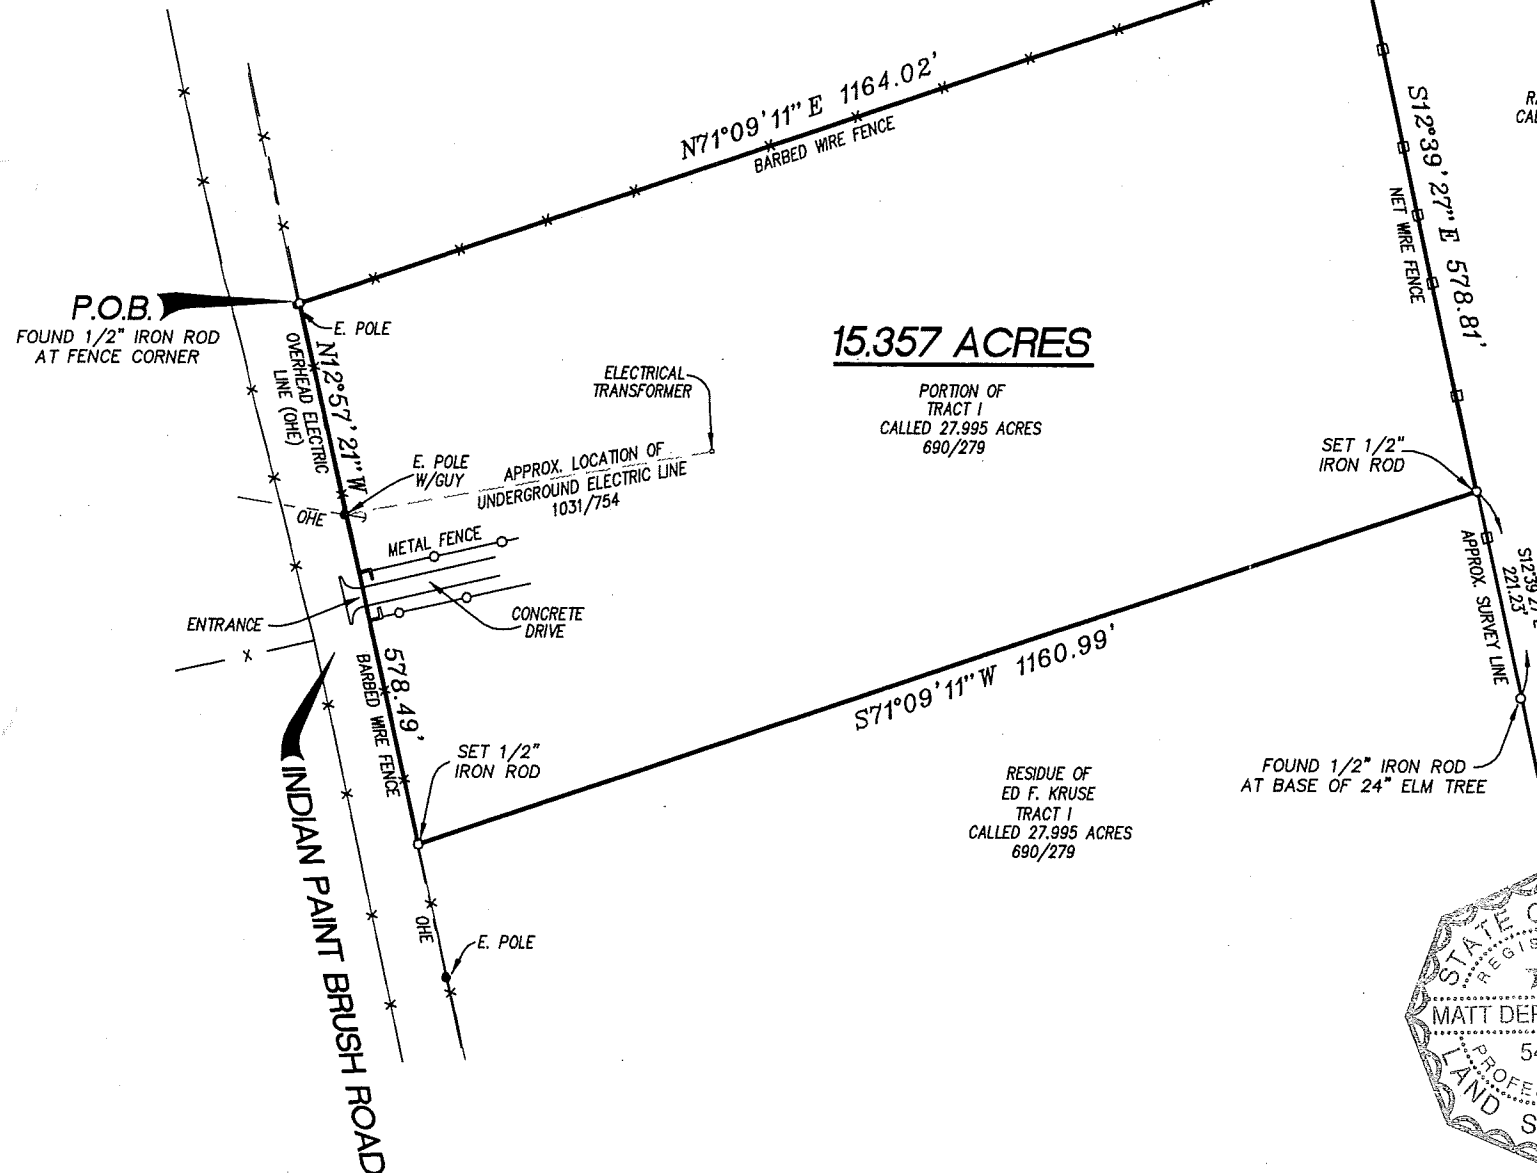 N71°09'11" E 1164.02'
BARBED WIRE FENCE
S12°39'27" E 578.81'
NET WIRE FENCE
P.O.B.
FOUND 1/2" IRON ROD
AT FENCE CORNER
E. POLE
OVERHEAD ELECTRIC
LINE (OHE)
N12°57'21" W
578.49'
BARBED WIRE FENCE
15.357 ACRES
PORTION OF
TRACT I
CALLED 27.995 ACRES
690/279
ELECTRICAL
TRANSFORMER
E. POLE
W/GUY
APPROX. LOCATION OF
UNDERGROUND ELECTRIC LINE
1031/754
OHE
METAL FENCE
ENTRANCE
CONCRETE
DRIVE
SET 1/2"
IRON ROD
APPROX. SURVEY LINE
221.23'
S71°09'11" W 1160.99'
SET 1/2"
IRON ROD
FOUND 1/2" IRON ROD
AT BASE OF 24" ELM TREE
RESIDUE OF
ED F. KRUSE
TRACT I
CALLED 27.995 ACRES
690/279
INDIAN PAINT BRUSH ROAD
OHE
E. POLE
STATE
MATT
LAND